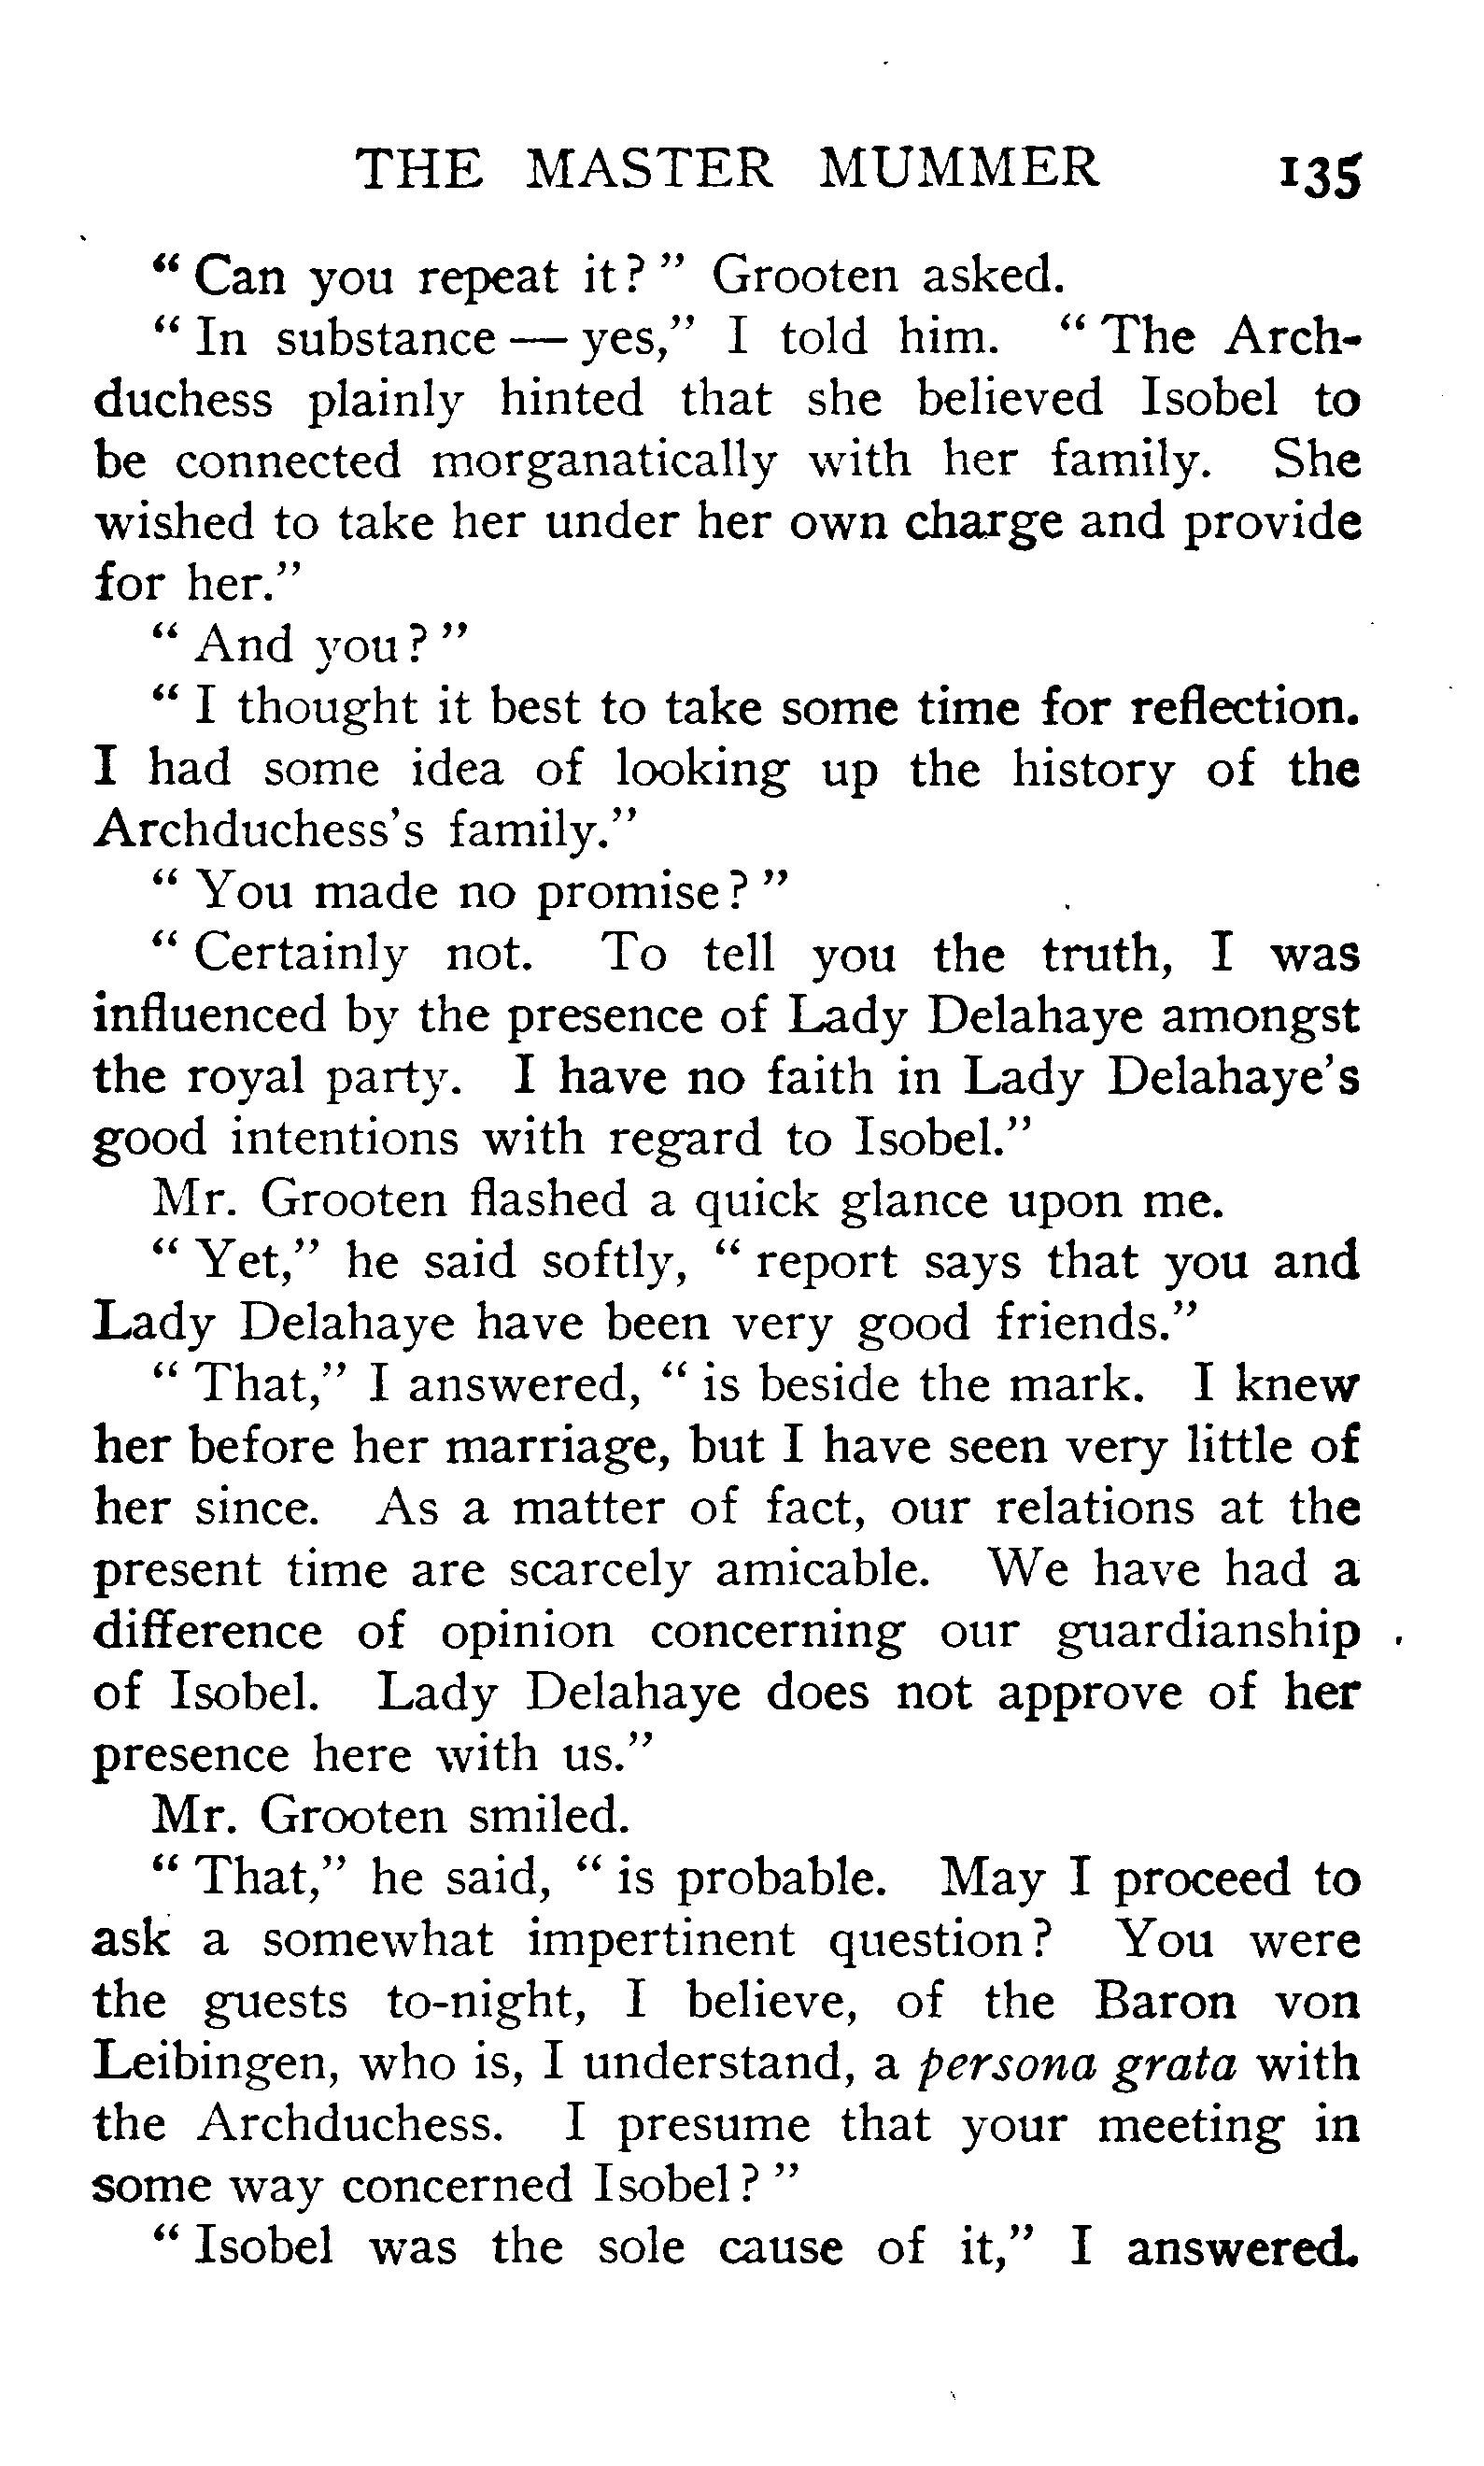 THE MASTER MUMMER 135
“ Can you repeat it? ” Grooten asked.
“ In substance — yes,” I told him. “ The Arch-
duchess plainly hinted that she believed Isobel to
be connected morganatically with her family. She
wished to take her under her own charge and provide
for her.”
“ And you? ”
“ I thought it best to take some time for reflection.
I had some idea of looking up the history of the
Archduchess’s family.”
“ You made no promise? ”
“ Certainly not. To tell you the truth, I was
influenced by the presence of Lady Delahaye amongst
the royal party. I have no faith in Lady Delahaye’s
good intentions with regard to Isobel.”
Mr. Grooten flashed a quick glance upon me.
“ Yet,” he said softly, “ report says that you and
Lady Delahaye have been very good friends.”
“ That,” I answered, “ is beside the mark. I knew
her before her marriage, but I have seen very little of
her since. As a matter of fact, our relations at the
present time are scarcely amicable. We have had a
difference of opinion concerning our guardianship
of Isobel. Lady Delahaye does not approve of her
presence here with us.”
Mr. Grooten smiled.
“ That,” he said, “ is probable. May I proceed to
ask a somewhat impertinent question? You were
the guests to-night, I believe, of the Baron von
Leibingen, who is, I understand, a persona grata with
the Archduchess. I presume that your meeting in
some way concerned Isobel? ”
“ Isobel was the sole cause of it,” I answered.